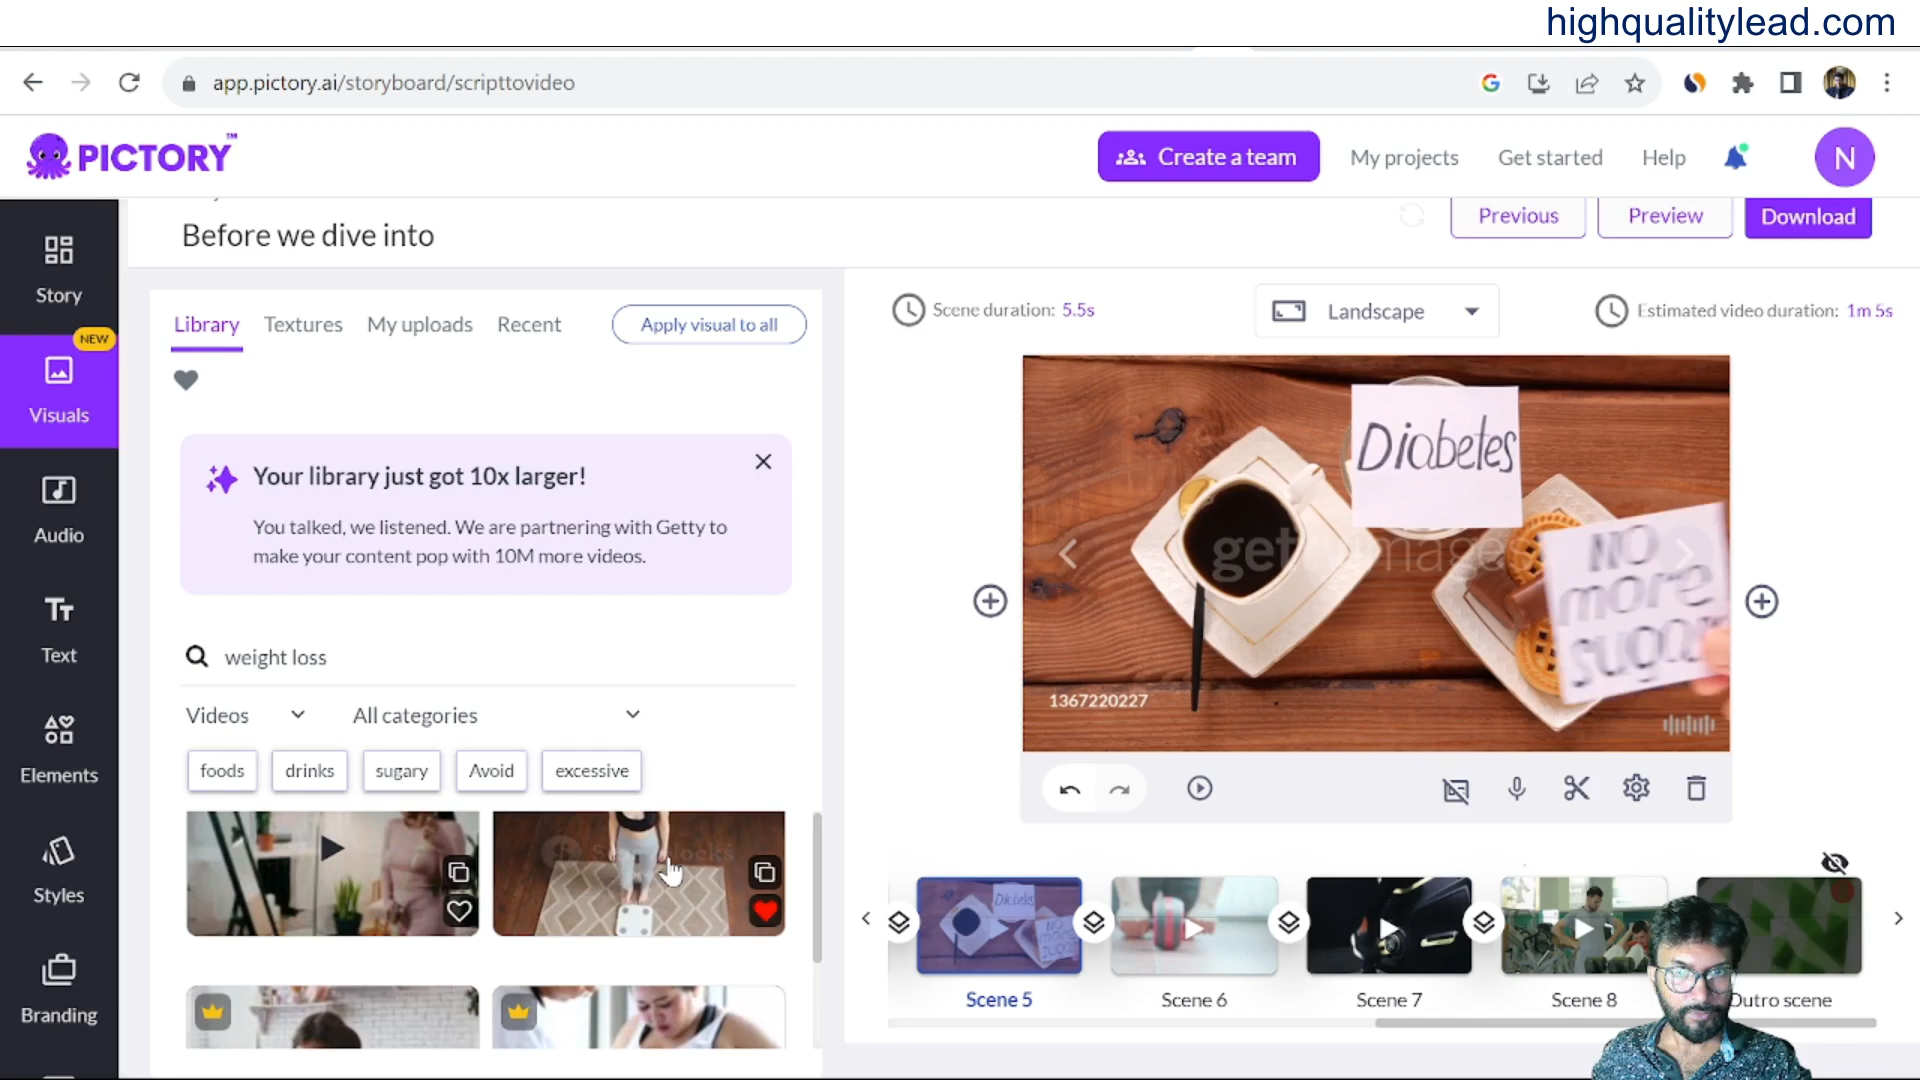 highqualitylead.com
app.pictory.ai/storyboard/scripttovideo
PICTORY™
Create a team
My projects
Get started
Help
N
Before we dive into
Previous
Preview
Download
Story
NEW
Visuals
Audio
Text
Elements
Styles
Branding
Library
Textures
My uploads
Recent
Apply visual to all
Your library just got 10x larger!
You talked, we listened. We are partnering with Getty to
make your content pop with 10M more videos.
weight loss
Videos
All categories
foods
drinks
sugary
Avoid
excessive
Scene duration: 5.5s
Landscape
Estimated video duration: 1m 5s
Diabetes
gettyimages
NO
more
sugar
1367220227
Scene 5
Scene 6
Scene 7
Scene 8
Outro scene